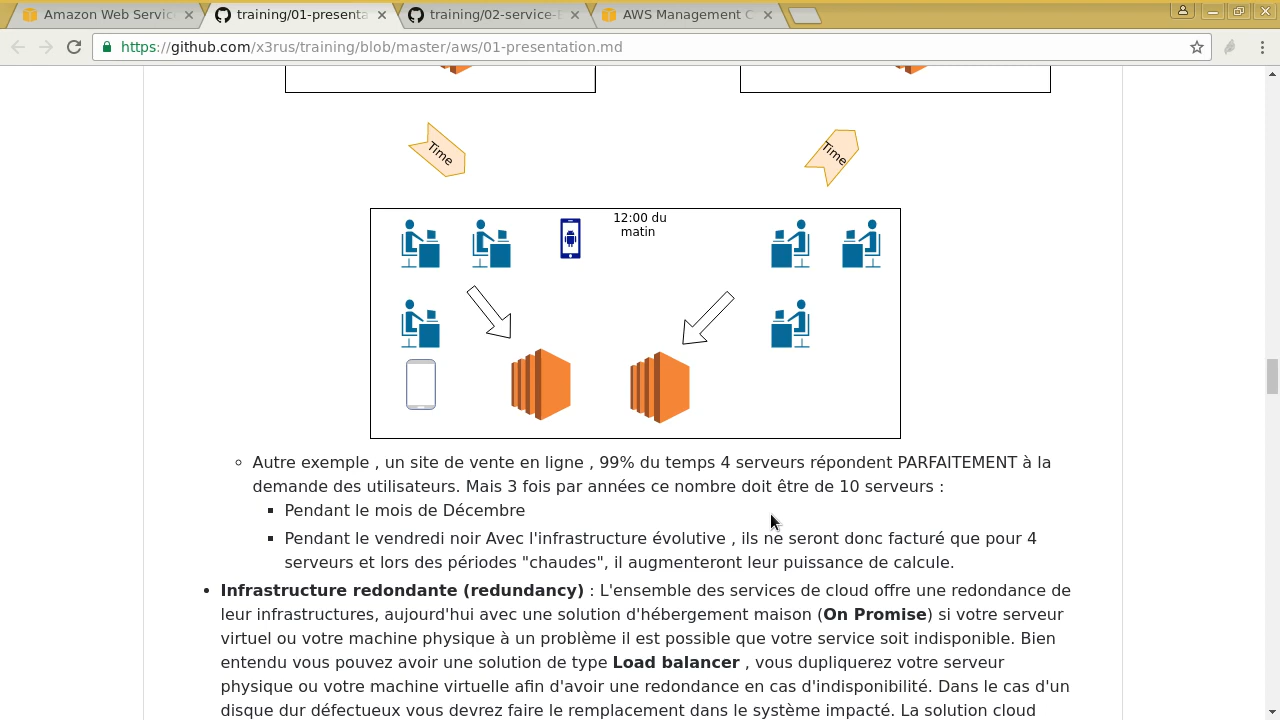 Amazon Web Servic
training/01-presenta
training/02-service-E
AWS Management C
https://github.com/x3rus/training/blob/master/aws/01-presentation.md
Time
Time
12:00 du
matin
Autre exemple , un site de vente en ligne , 99% du temps 4 serveurs répondent PARFAITEMENT à la
demande des utilisateurs. Mais 3 fois par années ce nombre doit être de 10 serveurs :
Pendant le mois de Décembre
Pendant le vendredi noir Avec l'infrastructure évolutive , ils ne seront donc facturé que pour 4
serveurs et lors des périodes "chaudes", il augmenteront leur puissance de calcule.
Infrastructure redondante (redundancy) : L'ensemble des services de cloud offre une redondance de
leur infrastructures, aujourd'hui avec une solution d'hébergement maison (On Promise) si votre serveur
virtuel ou votre machine physique à un problème il est possible que votre service soit indisponible. Bien
entendu vous pouvez avoir une solution de type Load balancer , vous dupliquerez votre serveur
physique ou votre machine virtuelle afin d'avoir une redondance en cas d'indisponibilité. Dans le cas d'un
disque dur défectueux vous devrez faire le remplacement dans le système impacté. La solution cloud